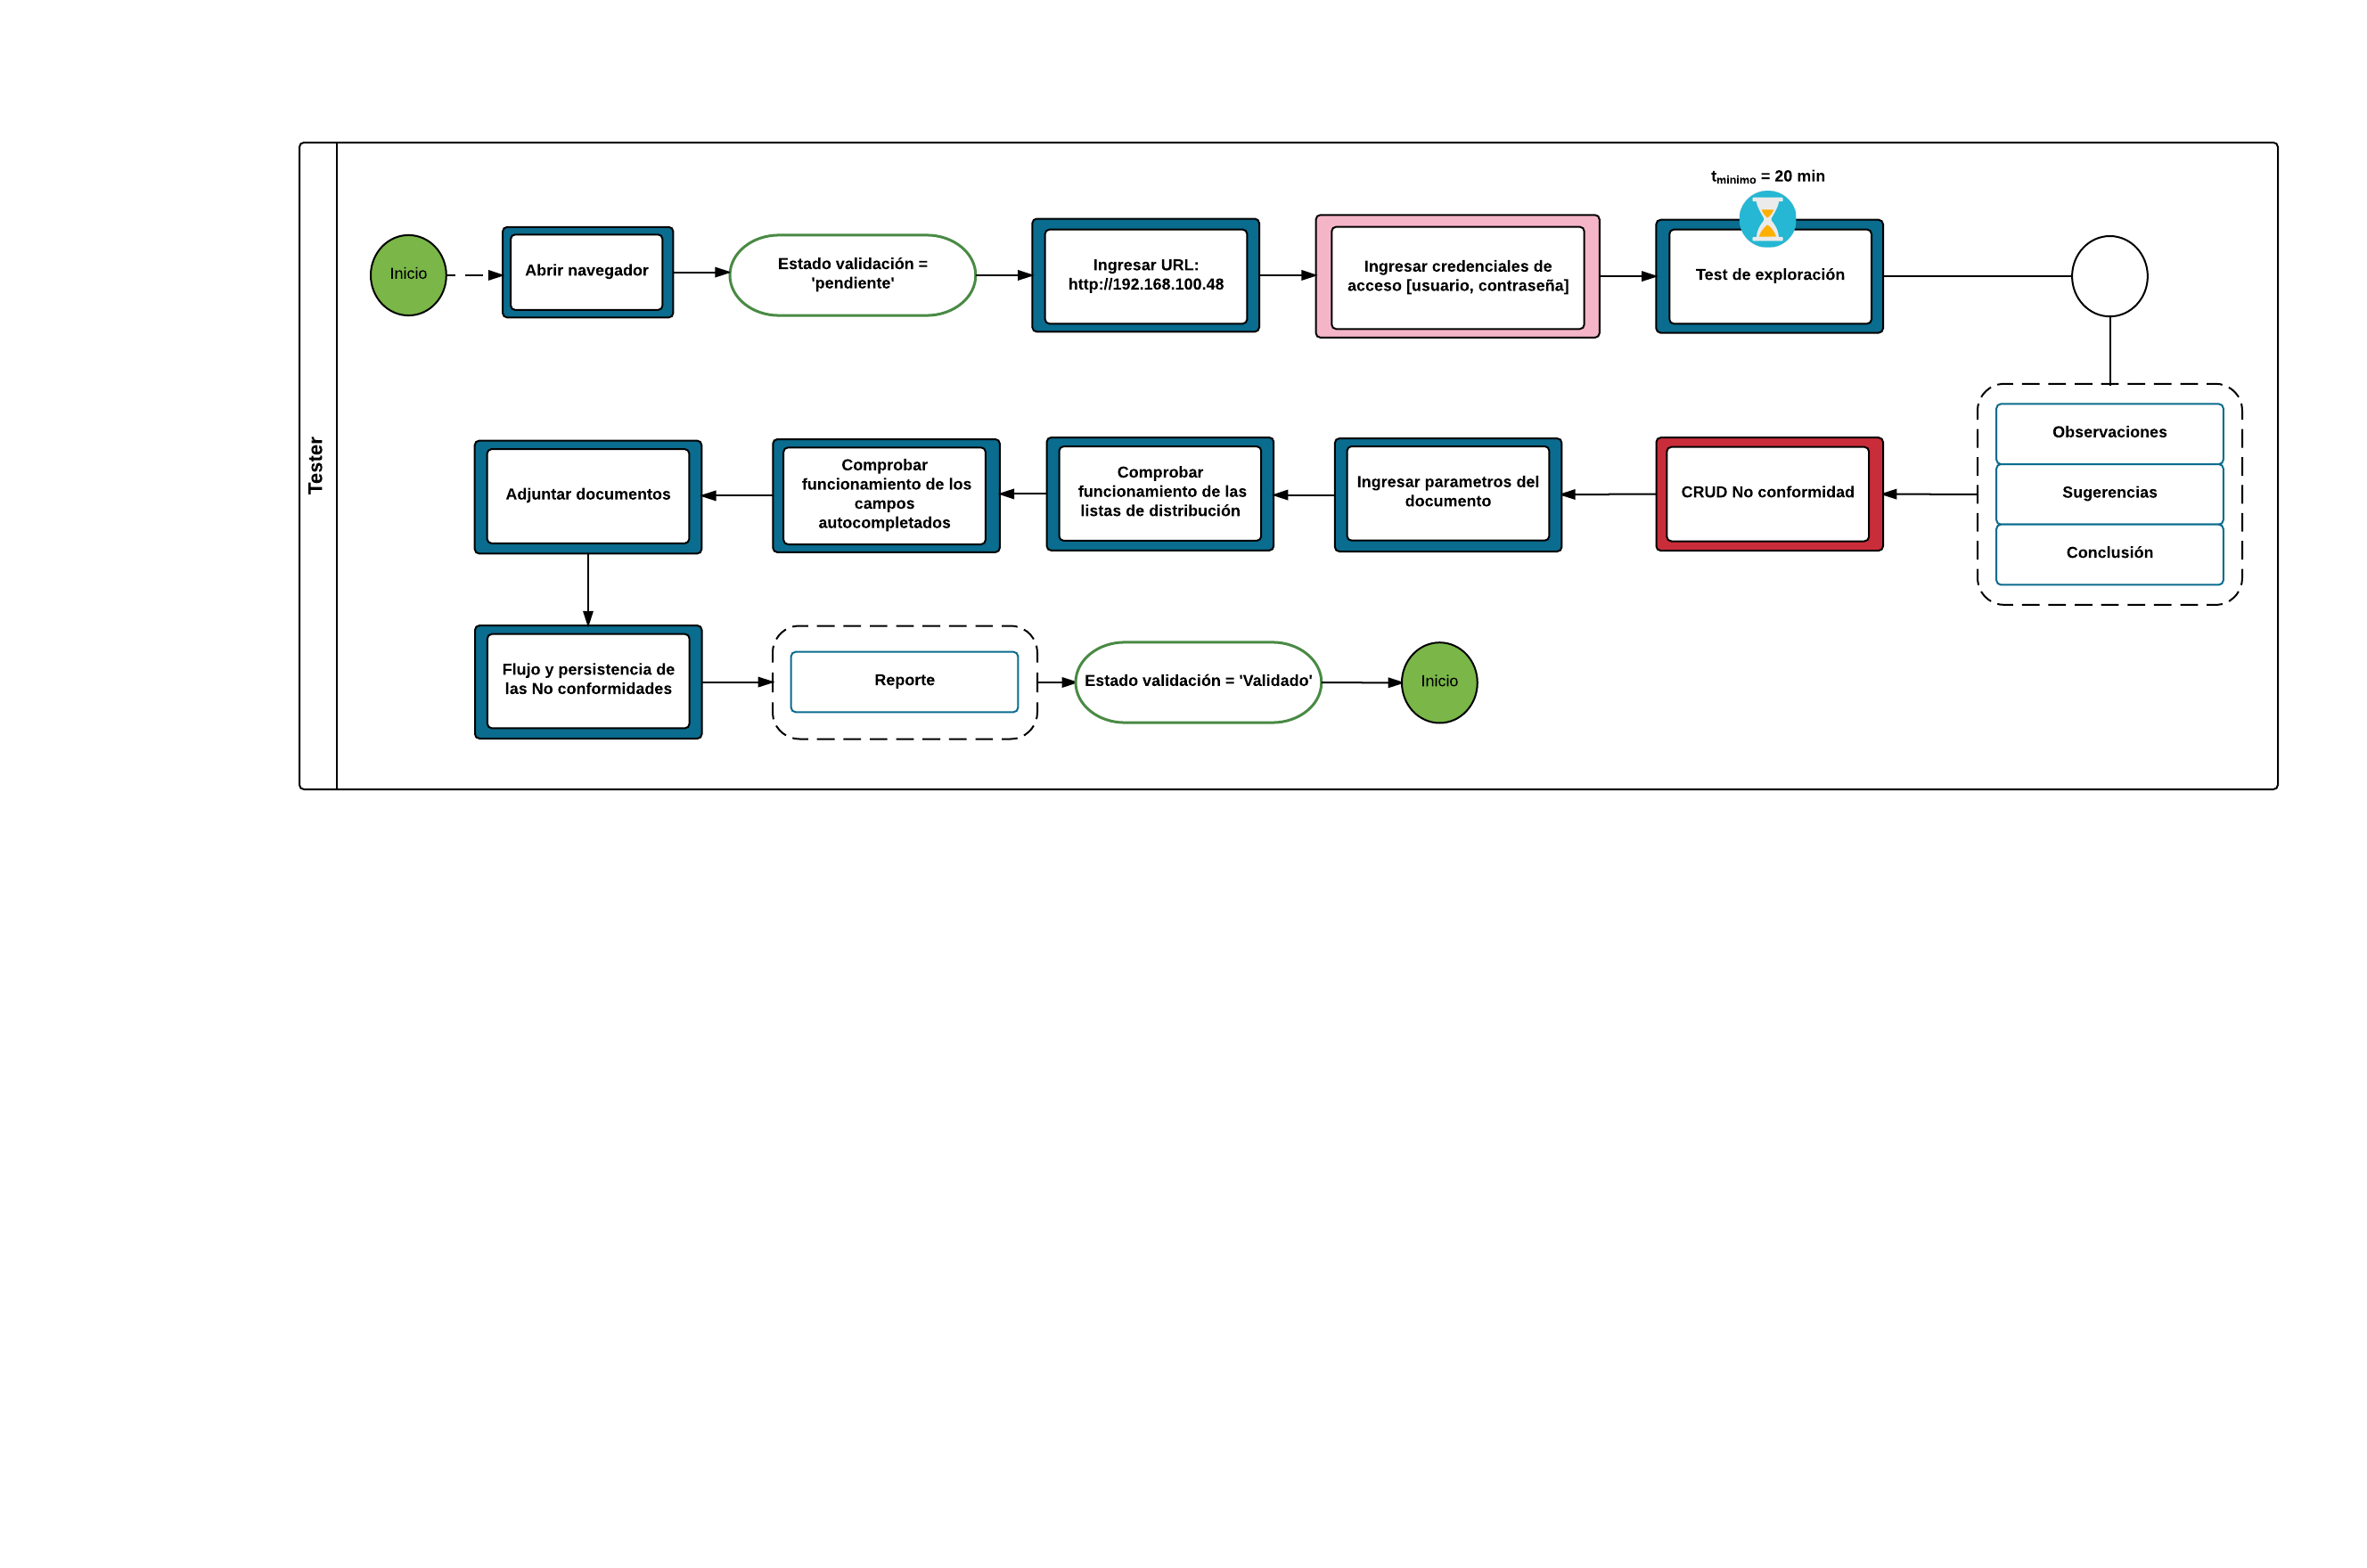 Tester
t minimo = 20 min
Inicio
Abrir navegador
Estado validación =
'pendiente'
Ingresar URL:
http://192.168.100.48
Ingresar credenciales de
acceso [usuario, contraseña]
Test de exploración
Observaciones
Sugerencias
Conclusión
CRUD No conformidad
Ingresar parametros del
documento
Comprobar
funcionamiento de las
listas de distribución
Comprobar
funcionamiento de los
campos
autocompletados
Adjuntar documentos
Flujo y persistencia de
las No conformidades
Reporte
Estado validación = 'Validado'
Inicio